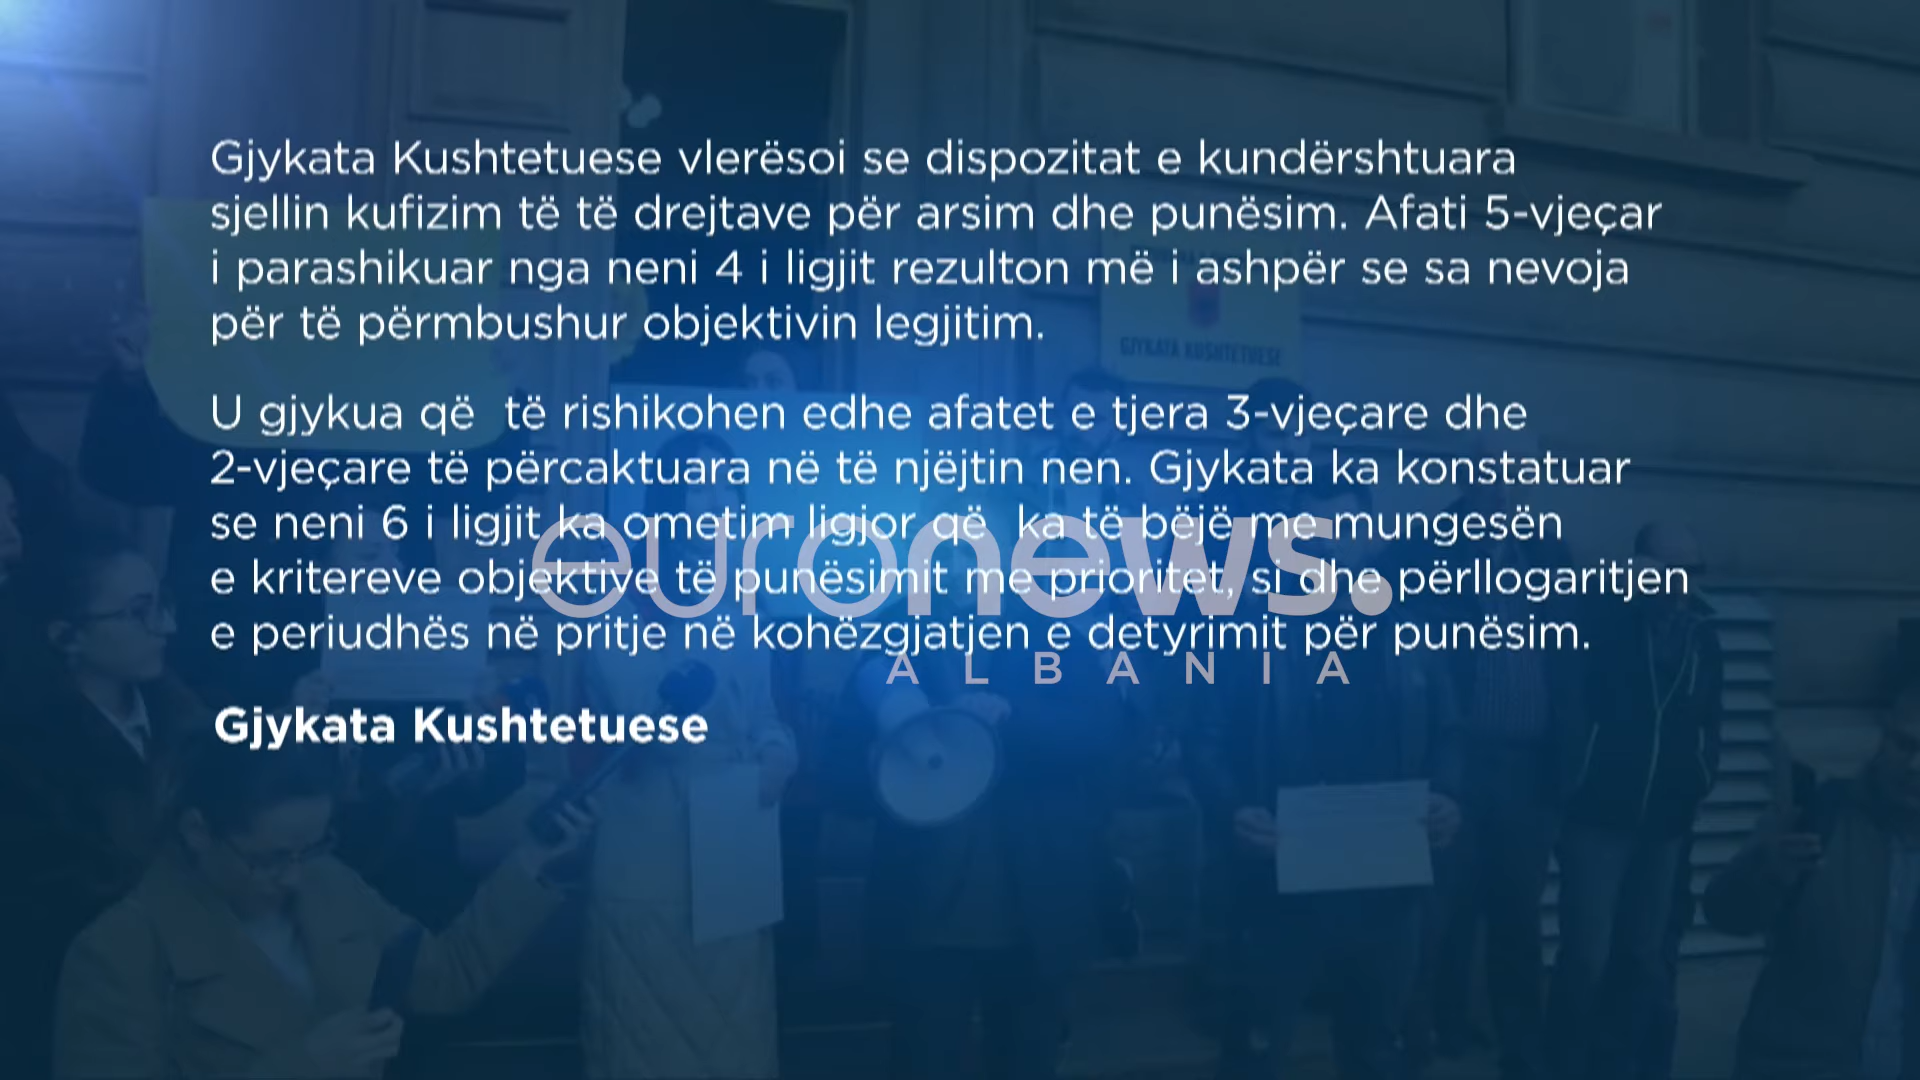 Gjykata Kushtetuese vlerësoi se dispozitat e kundërshtuara
sjellin kufizim të të drejtave për arsim dhe punësim. Afati 5-vjeçar
i parashikuar nga neni 4 i ligjit rezulton më i ashpër se sa nevoja
për të përmbushur objektivin legjitim.
GJYKATA KUSHTETUESE
U gjykua që të rishikohen edhe afatet e tjera 3-vjeçare dhe
2-vjeçare të përcaktuara në të njëjtin nen. Gjykata ka konstatuar
se neni 6 i ligjit ka ometim ligjor që ka të bëjë me mungesën
e kritereve objektive të punësimit me prioritet, si dhe përllogaritjen
e periudhës në pritje në kohëzgjatjen e detyrimit për punësim.
euronews.
ALBANIA
Gjykata Kushtetuese